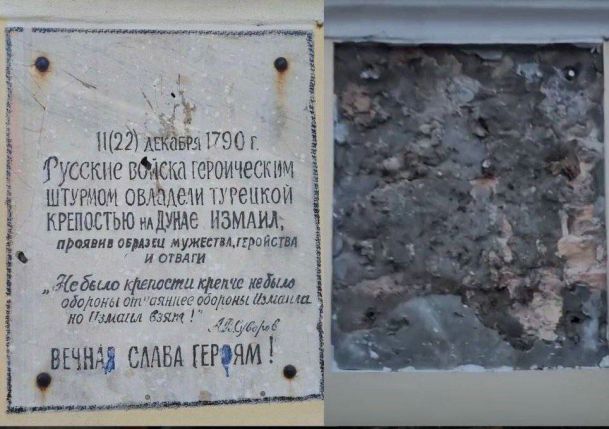 11(22) ДЕКАБРЯ 1790 г.
РУССКИЕ ВОЙСКА ГЕРОИЧЕСКИМ
ШТУРМОМ ОВЛАДЕЛИ ТУРЕЦКОЙ
КРЕПОСТЬЮ НА ДУНАЕ ИЗМАИЛ,
ПРОЯВИВ ОБРАЗЕЦ МУЖЕСТВА, ГЕРОЙСТВА
И ОТВАГИ
„Не было крепости крепче не было
обороны отчаяннее обороны Измаила
но Измаил взят!"
А.В.Суворов
ВЕЧНАЯ СЛАВА ГЕРОЯМ!